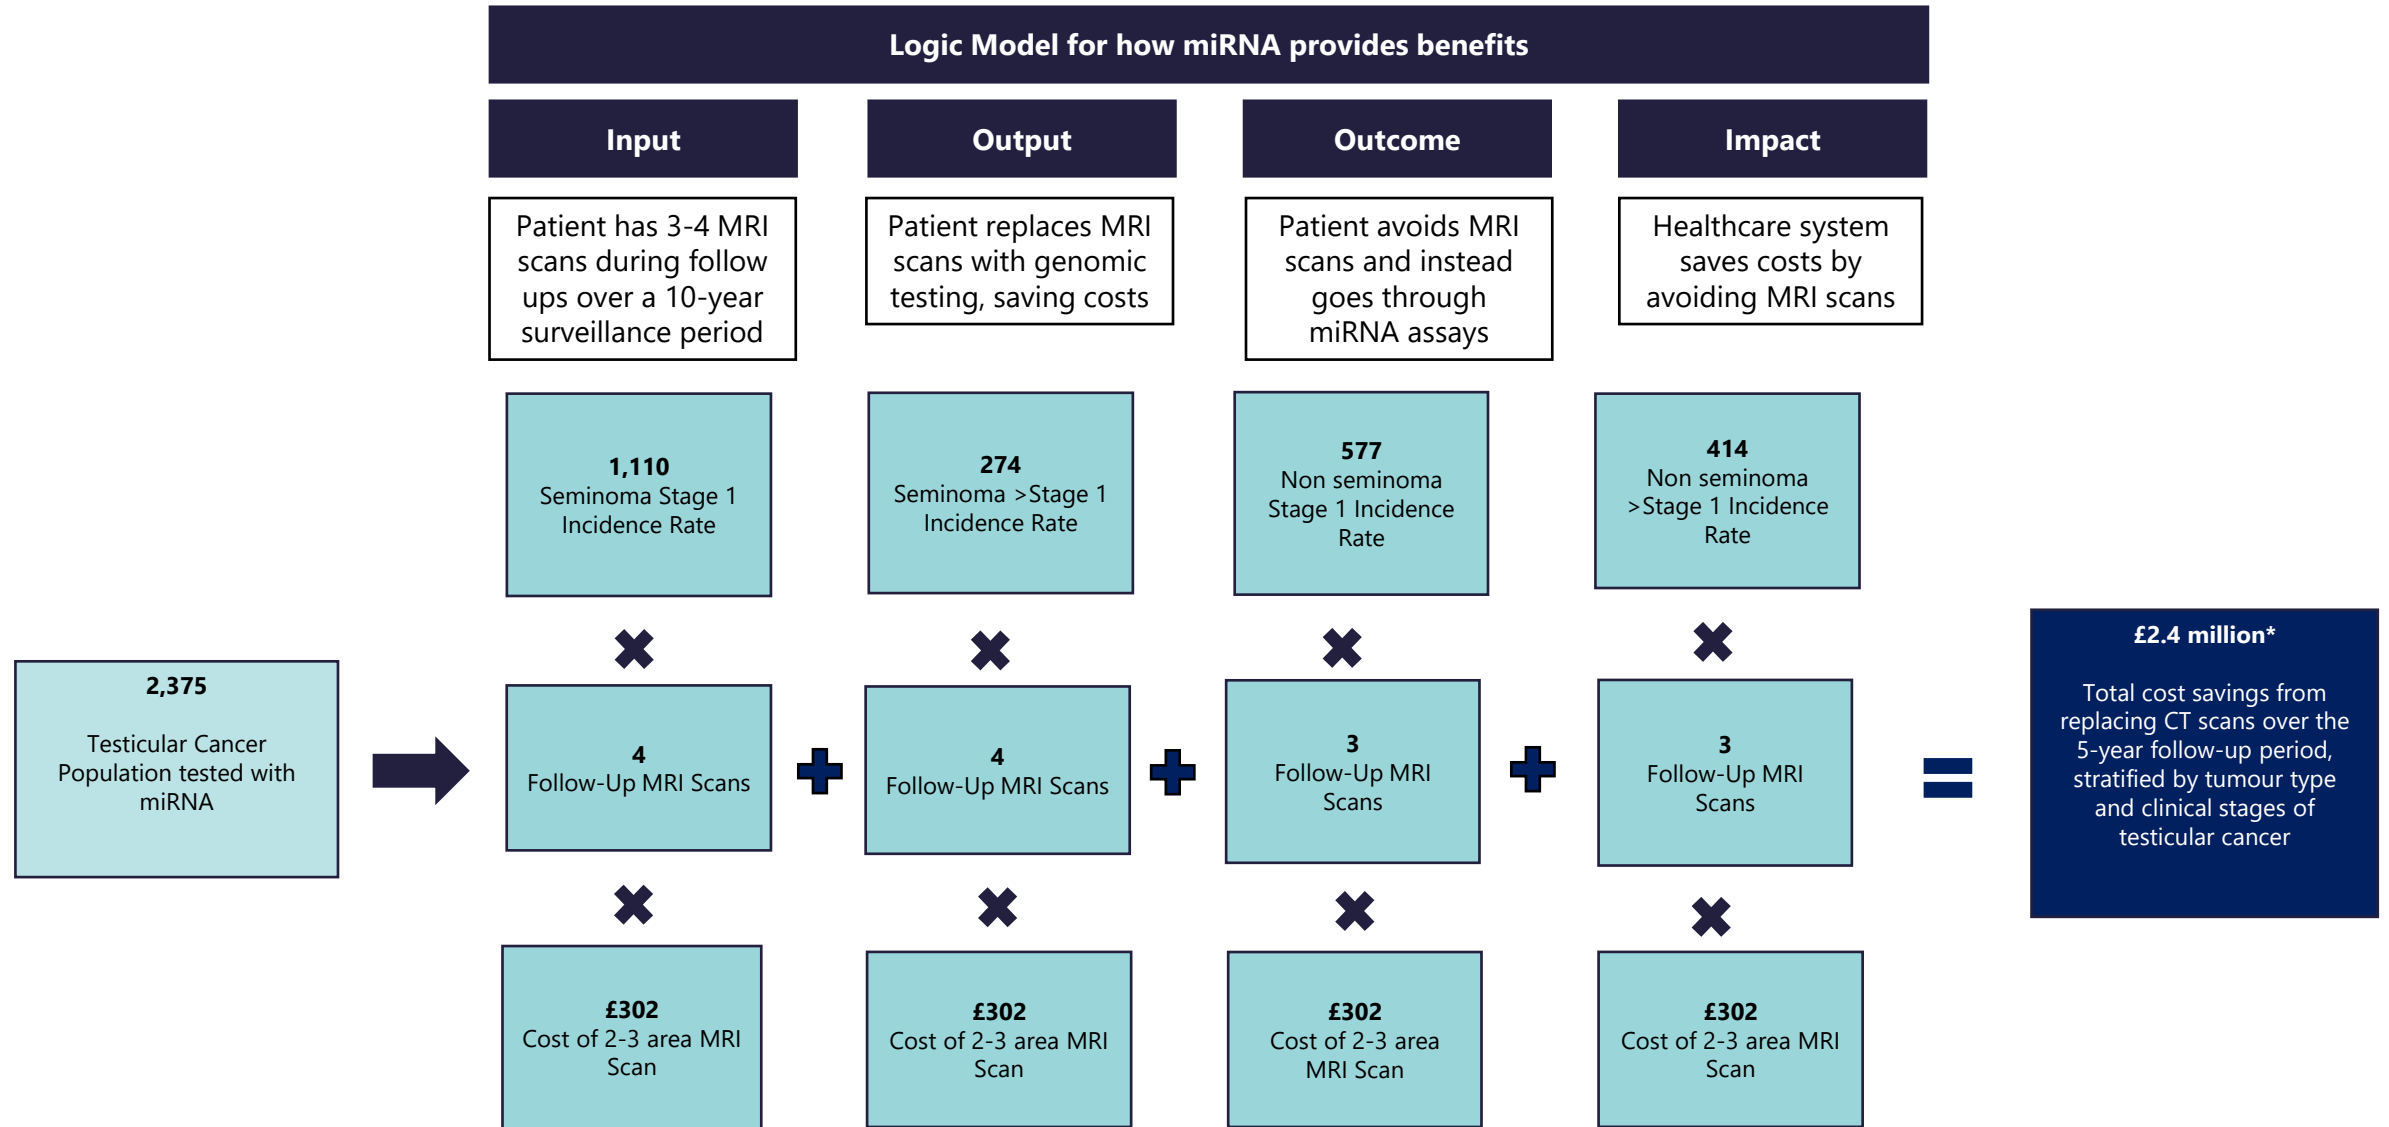 Logic Model for how miRNA provides benefits
Input
Output
Outcome
Impact
Patient has 3-4 MRI
scans during follow
ups over a 10-year
surveillance period
Patient replaces MRI
scans with genomic
testing, saving costs
Patient avoids MRI
scans and instead
goes through
miRNA assays
Healthcare system
saves costs by
avoiding MRI scans
1,110
Seminoma Stage 1
Incidence Rate
274
Seminoma >Stage 1
Incidence Rate
577
Non seminoma
Stage 1 Incidence
Rate
414
Non seminoma
>Stage 1 Incidence
Rate
2,375
Testicular Cancer
Population tested with
miRNA
4
Follow-Up MRI Scans
4
Follow-Up MRI Scans
3
Follow-Up MRI
Scans
3
Follow-Up MRI
Scans
£2.4 million*
Total cost savings from
replacing CT scans over the
5-year follow-up period,
stratified by tumour type
and clinical stages of
testicular cancer
£302
Cost of 2-3 area MRI
Scan
£302
Cost of 2-3 area MRI
Scan
£302
Cost of 2-3 area
MRI Scan
£302
Cost of 2-3 area MRI
Scan